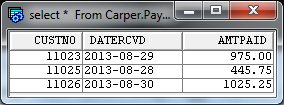 select *  From Carper.Pay...
CUSTNO DATERCVD AMTPAID
11023 2013-08-29 975.00
11025 2013-08-28 445.75
11026 2013-08-30 1025.25